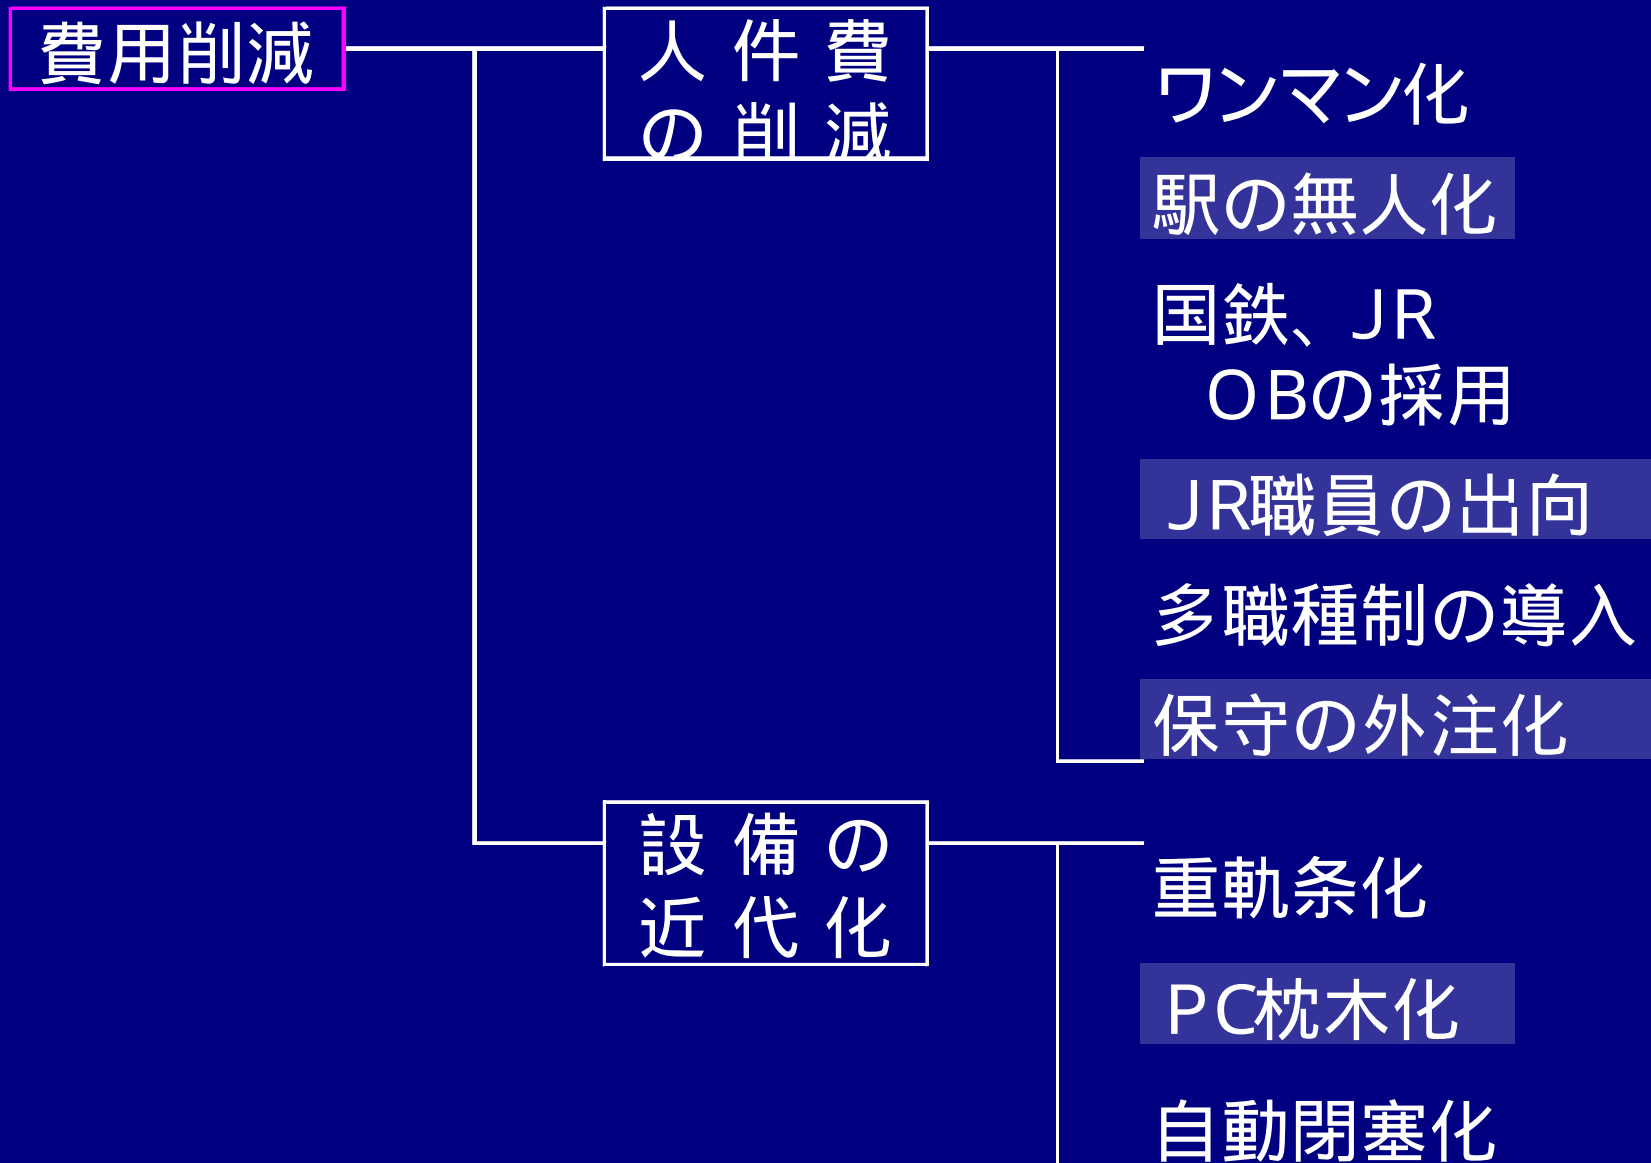 費用削減
人件費
の削減
ワンマン化
駅の無人化
国鉄、JR
OBの採用
JR職員の出向
多職種制の導入
保守の外注化
設備の
近代化
重軌条化
PC枕木化
自動閉塞化